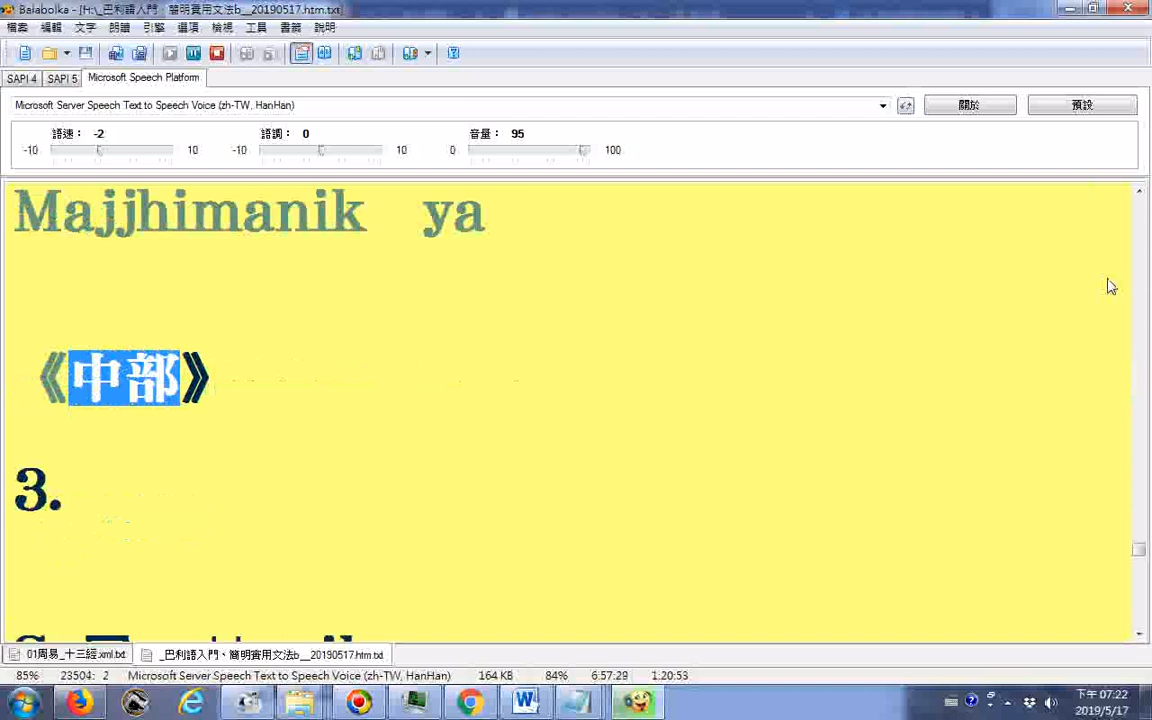 Balabolka - [H:\_巴利語入門、簡明實用文法b__20190517.htm.txt]
檔案 編輯 文字 朗讀 引擎 選項 檢視 工具 書籤 說明
SAPI 4 SAPI 5 Microsoft Speech Platform
Microsoft Server Speech Text to Speech Voice (zh-TW, HanHan) 關於 預設
語速： -2 語調： 0 音量： 95
-10 10 -10 10 0 100
Majjhimanik ya
《中部》
3.
01周易_十三經.xml.txt _巴利語入門、簡明實用文法b__20190517.htm.txt
85% 23504: 2 Microsoft Server Speech Text to Speech Voice (zh-TW, HanHan) 164 KB 84% 6:57:29 1:20:53
下午 07:22
2019/5/17